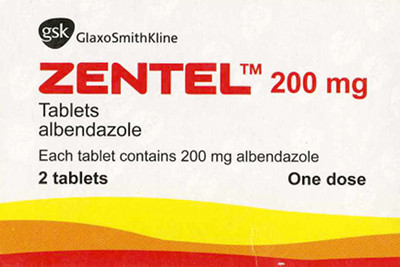 gsk GlaxoSmithKline
ZENTEL™ 200 mg
Tablets
albendazole
Each tablet contains 200 mg albendazole
2 tablets One dose